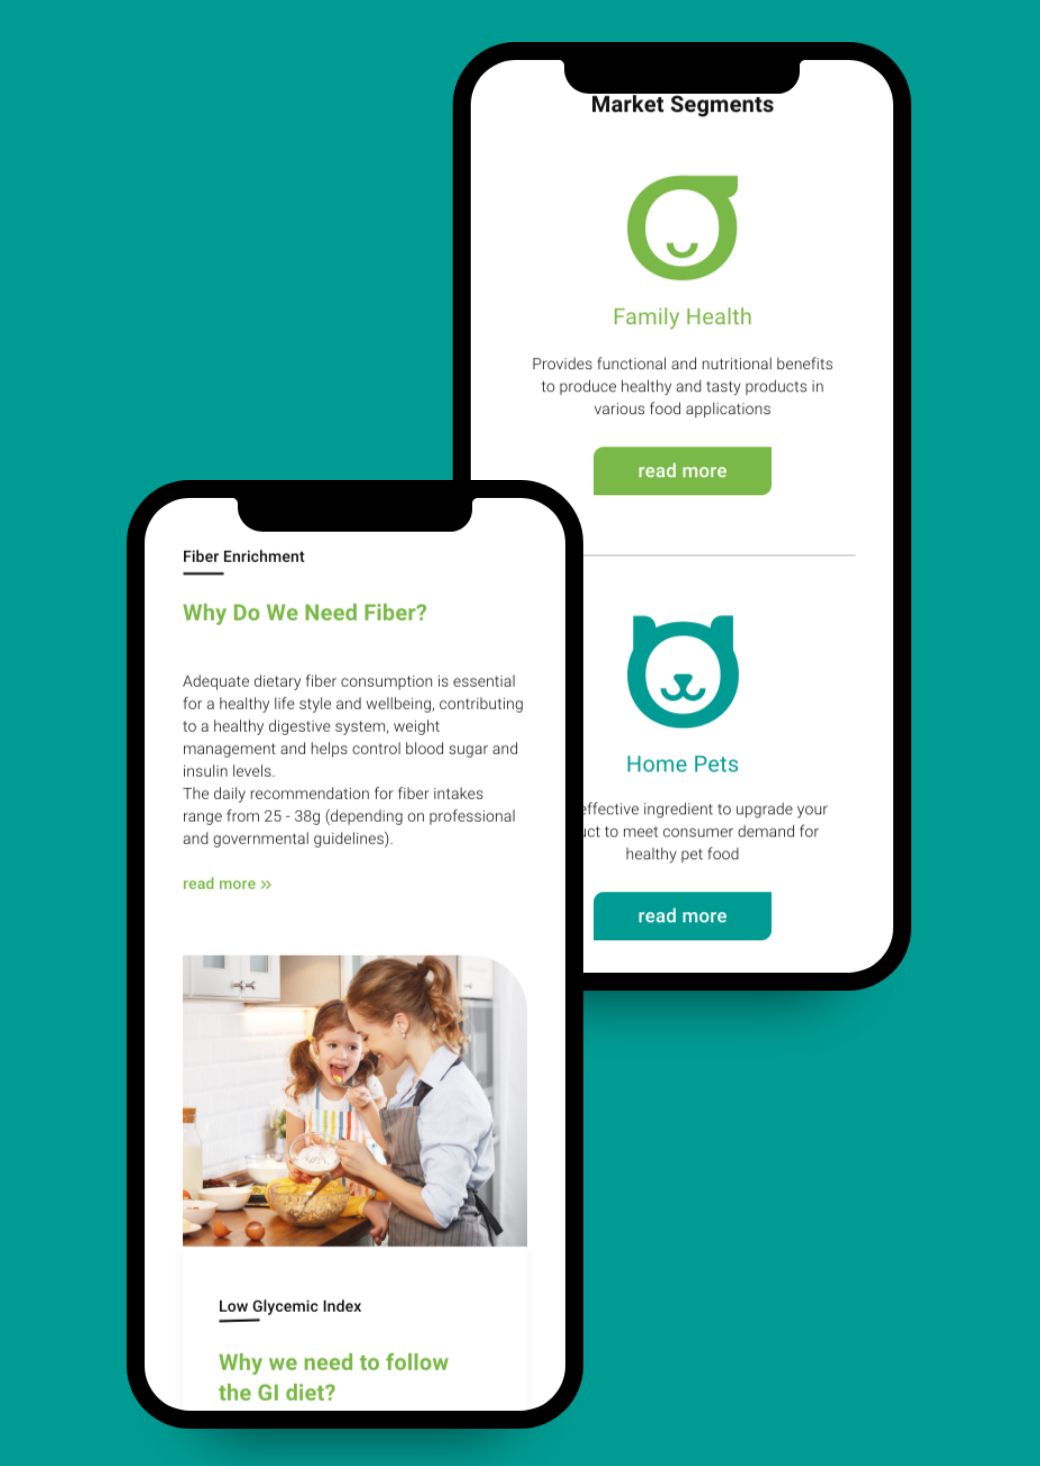 Market Segments
Family Health
Provides functional and nutritional benefits
to produce healthy and tasty products in
various food applications
read more
Home Pets
effective ingredient to upgrade your
to meet consumer demand for
healthy pet food
read more
Fiber Enrichment
Why Do We Need Fiber?
Adequate dietary fiber consumption is essential
for a healthy life style and wellbeing, contributing
to a healthy digestive system, weight
management and helps control blood sugar and
insulin levels.
The daily recommendation for fiber intakes
range from 25 - 38g (depending on professional
and governmental guidelines).
read more »
Low Glycemic Index
Why we need to follow
the GI diet?